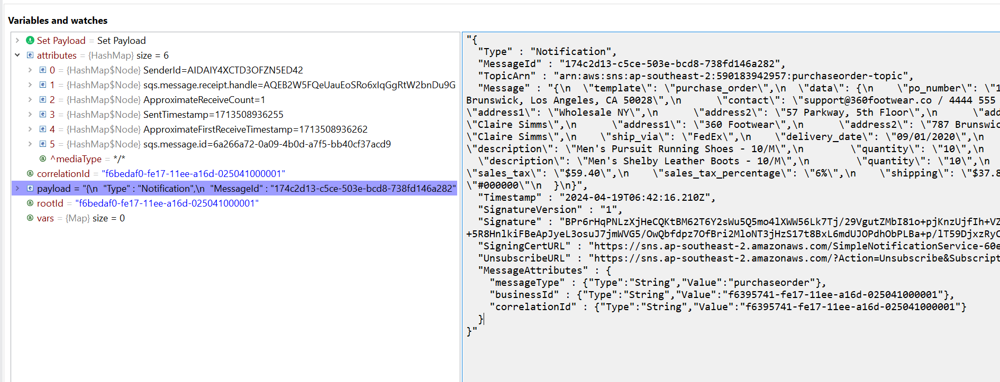 Variables and watches
Set Payload = Set Payload
attributes = {HashMap} size = 6
0 = {HashMap$Node} SenderId=AIDAIY4XCTD3OFZN5ED42
1 = {HashMap$Node} sqs.message.receipt.handle=AQEB2W5FQeUauEoSRo6xIqGgRtW2bnDu9G
2 = {HashMap$Node} ApproximateReceiveCount=1
3 = {HashMap$Node} SentTimestamp=1713508936255
4 = {HashMap$Node} ApproximateFirstReceiveTimestamp=1713508936262
5 = {HashMap$Node} sqs.message.id=6a266a72-0a09-4b0d-a7f5-bb40cf37acd9
^mediaType = */*
correlationId = "f6bedaf0-fe17-11ee-a16d-025041000001"
payload = "{\n  "Type" : "Notification",\n  "MessageId" : "174c2d13-c5ce-503e-bcd8-738fd146a282"
rootId = "f6bedaf0-fe17-11ee-a16d-025041000001"
vars = {Map} size = 0
"{
  "Type" : "Notification",
  "MessageId" : "174c2d13-c5ce-503e-bcd8-738fd146a282",
  "TopicArn" : "arn:aws:sns:ap-southeast-2:590183942957:purchaseorder-topic",
  "Message" : "{\n  \"template\": \"purchase_order\",\n  \"data\": {\n    \"po_number\": \"1
Brunswick, Los Angeles, CA 50028\",\n      \"contact\": \"support@360footwear.co / 4444 555
\"address1\": \"Wholesale NY\",\n      \"address2\": \"57 Parkway, 5th Floor\",\n      \"add
\"Claire Simms\",\n      \"address1\": \"360 Footwear\",\n      \"address2\": \"787 Brunswic
\"Claire Simms\",\n    \"ship_via\": \"FedEx\",\n    \"delivery_date\": \"09/01/2020\",\n
\"description\": \"Men's Pursuit Running Shoes - 10/M\",\n        \"quantity\": \"10\",\n
  \"description\": \"Men's Shelby Leather Boots - 10/M\",\n        \"quantity\": \"10\",\n
\"sales_tax\": \"$59.40\",\n    \"sales_tax_percentage\": \"6%\",\n    \"shipping\": \"$37.8
\"#000000\"\n  }\n}",
  "Timestamp" : "2024-04-19T06:42:16.210Z",
  "SignatureVersion" : "1",
  "Signature" : "BPr6rHqPNLzXjHeCQKtBM62T6Y2sWu5Q5mo4lXWW56Lk7Tj/29VgutZMbI81o+pjKnzUjfIh+VZ
+5R8HnlkiFBeApJyeL3osuJ7jmWVG5/OwQbfdpz7OfBri2MloNT3jHzS17t8BxL6mdUJOPdhObPLBa+p/lT59DjxzRyC
  "SigningCertURL" : "https://sns.ap-southeast-2.amazonaws.com/SimpleNotificationService-60e
  "UnsubscribeURL" : "https://sns.ap-southeast-2.amazonaws.com/?Action=Unsubscribe&Subscript
  "MessageAttributes" : {
    "messageType" : {"Type":"String","Value":"purchaseorder"},
    "businessId" : {"Type":"String","Value":"f6395741-fe17-11ee-a16d-025041000001"},
    "correlationId" : {"Type":"String","Value":"f6395741-fe17-11ee-a16d-025041000001"}
  }
}"